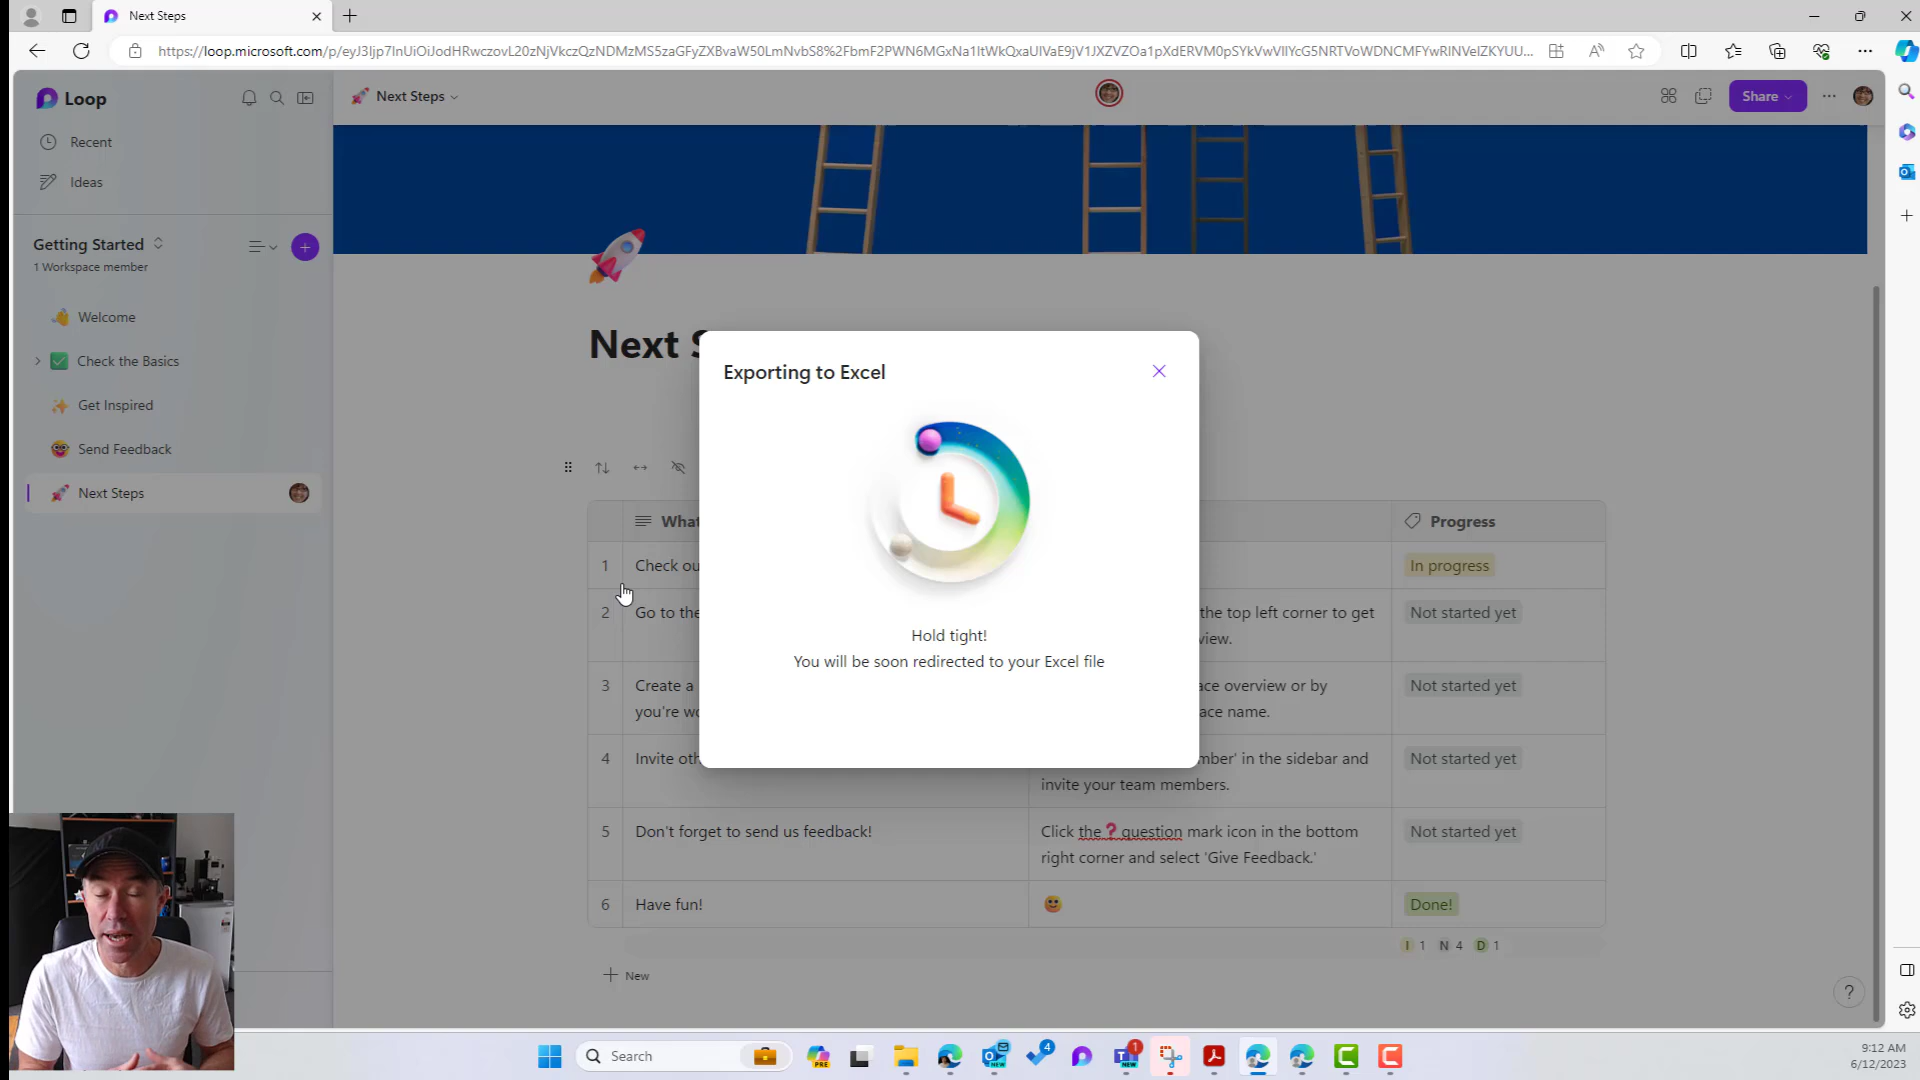 Next Steps
https://loop.microsoft.com/p/
Loop
Next Steps
Share
Recent
Ideas
Getting Started
1 Workspace member
Welcome
Check the Basics
Get Inspired
Send Feedback
Next Steps
Next S
Exporting to Excel
Hold tight!
You will be soon redirected to your Excel file
What
Progress
1
Check ou
In progress
2
Go to the
the top left corner to get
view.
Not started yet
3
Create a
ace overview or by
Not started yet
you're wo
ace name.
4
Invite oth
mber' in the sidebar and
Not started yet
invite your team members.
5
Don't forget to send us feedback!
Click the ❓ question mark icon in the bottom
Not started yet
right corner and select 'Give Feedback.'
6
Have fun!
Done!
I 1 N 4 D 1
New
?
Search
PRE
NEW
4
NEW
1
9:12 AM
6/12/2023